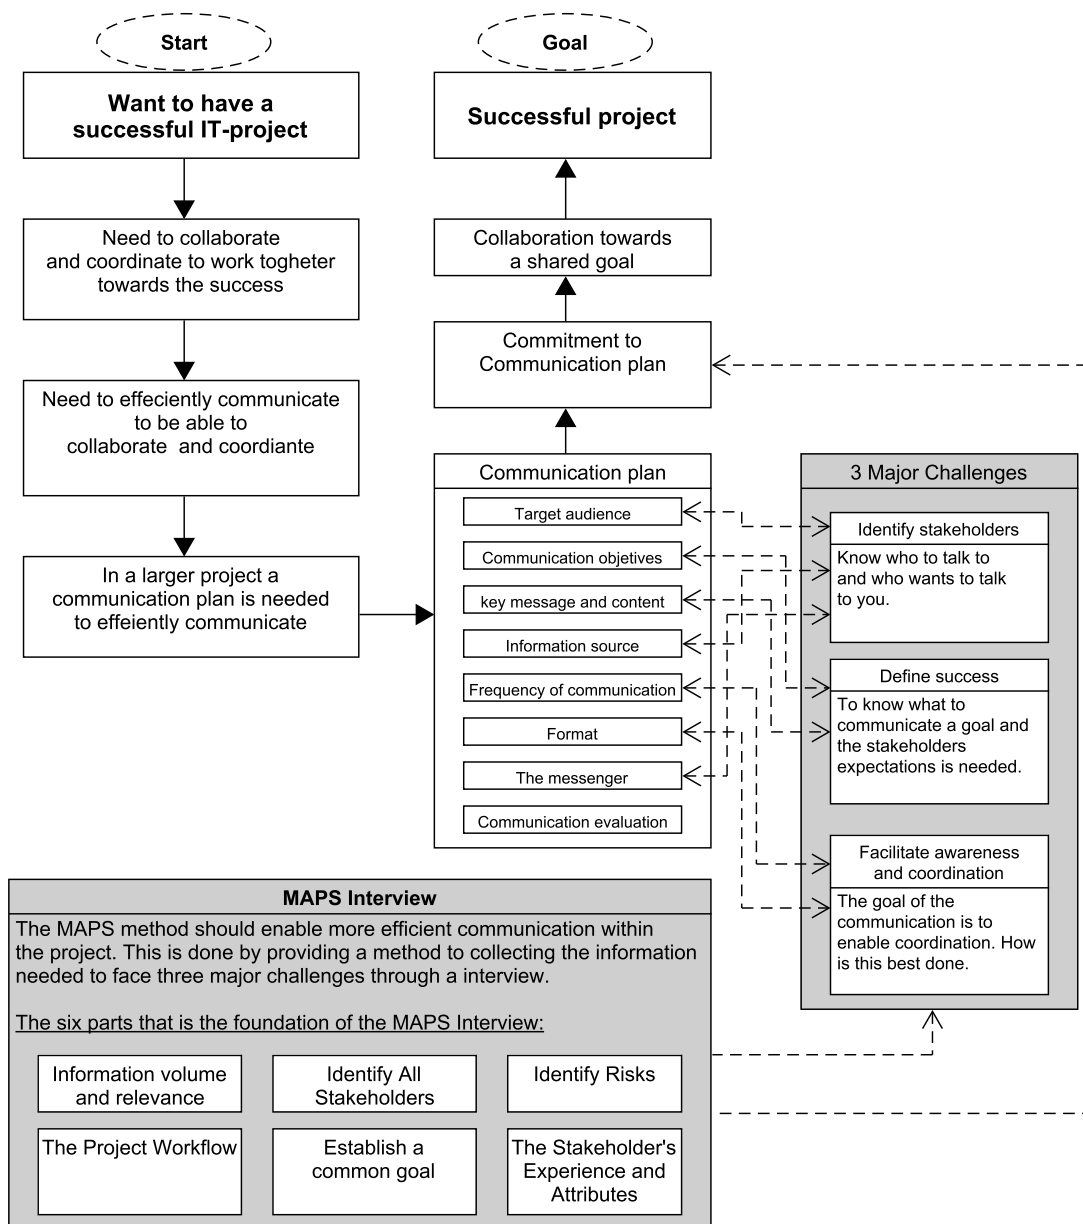 Start
Want to have a
successful IT-project
Need to collaborate
and coordinate to work togheter
towards the success
Need to effeciently communicate
to be able to
collaborate and coordiante
In a larger project a
communication plan is needed
to effeiently communicate
Goal
Successful project
Collaboration towards
a shared goal
Commitment to
Communication plan
Communication plan
Target audience
Communication objetives
key message and content
Information source
Frequency of communication
Format
The messenger
Communication evaluation
3 Major Challenges
Identify stakeholders
Know who to talk to
and who wants to talk
to you.
Define success
To know what to
communicate a goal and
the stakeholders
expectations is needed.
Facilitate awareness
and coordination
The goal of the
communication is to
enable coordination. How
is this best done.
MAPS Interview
The MAPS method should enable more efficient communication within
the project. This is done by providing a method to collecting the information
needed to face three major challenges through a interview.
The six parts that is the foundation of the MAPS Interview:
Information volume
and relevance
Identify All
Stakeholders
Identify Risks
The Project Workflow
Establish a
common goal
The Stakeholder's
Experience and
Attributes